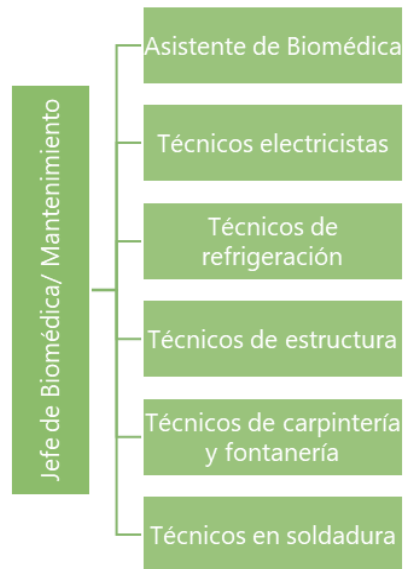 Jefe de Biomédica/ Mantenimiento
Asistente de Biomédica
Técnicos electricistas
Técnicos de
refrigeración
Técnicos de estructura
Técnicos de carpintería
y fontanería
Técnicos en soldadura